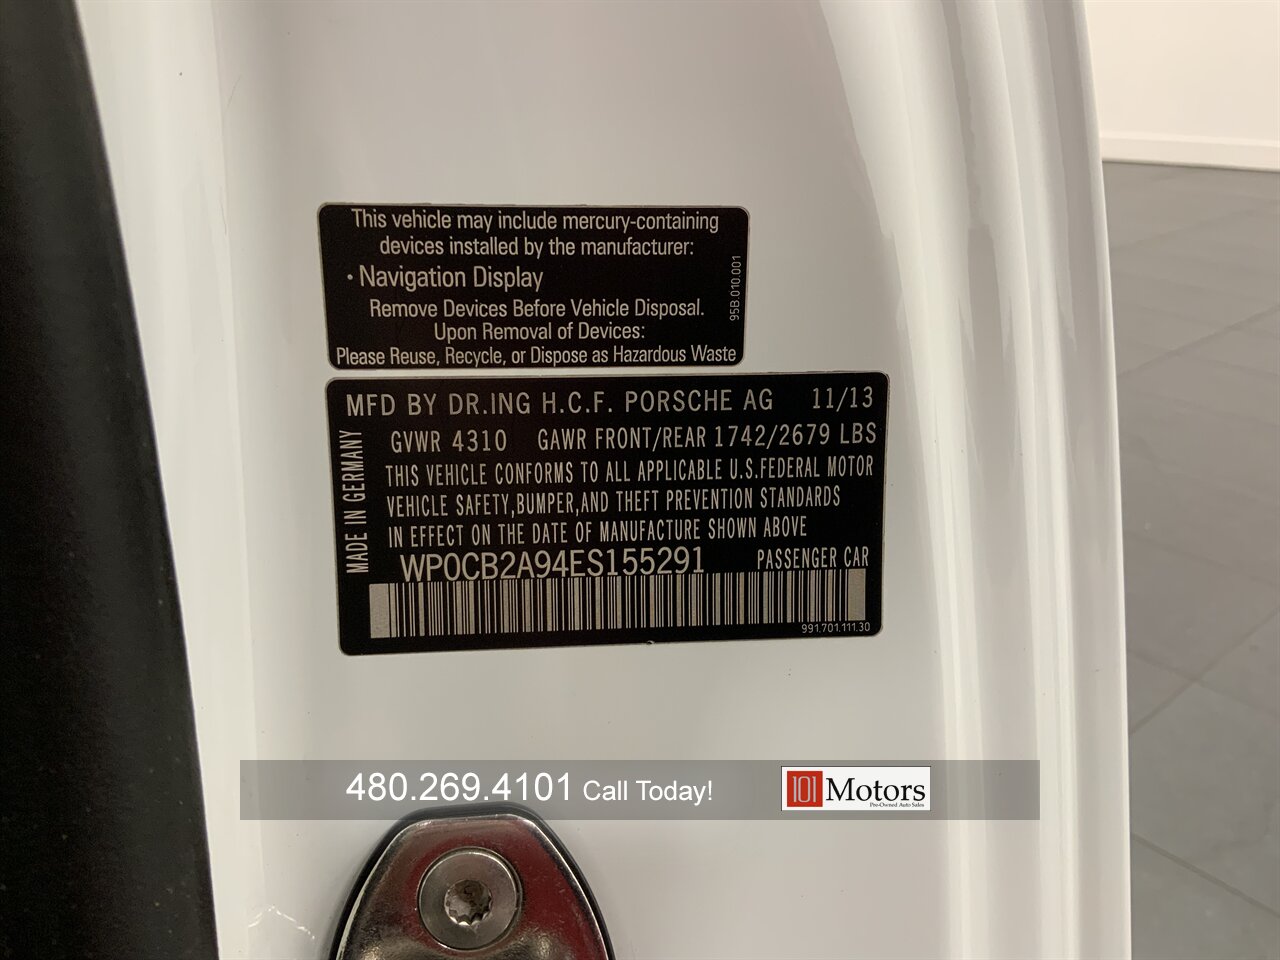 This vehicle may include mercury-containing
devices installed by the manufacturer:
· Navigation Display
Remove Devices Before Vehicle Disposal.
Upon Removal of Devices:
Please Reuse, Recycle, or Dispose as Hazardous Waste
95B.010.001
MFD BY DR.ING H.C.F. PORSCHE AG 11/13
GVWR 4310 GAWR FRONT/REAR 1742/2679 LBS
THIS VEHICLE CONFORMS TO ALL APPLICABLE U.S.FEDERAL MOTOR
VEHICLE SAFETY,BUMPER,AND THEFT PREVENTION STANDARDS
IN EFFECT ON THE DATE OF MANUFACTURE SHOWN ABOVE
WP0CB2A94ES155291 PASSENGER CAR
MADE IN GERMANY
991.701.111.30
480.269.4101 Call Today!
101 Motors
Pre-Owned Auto Sales